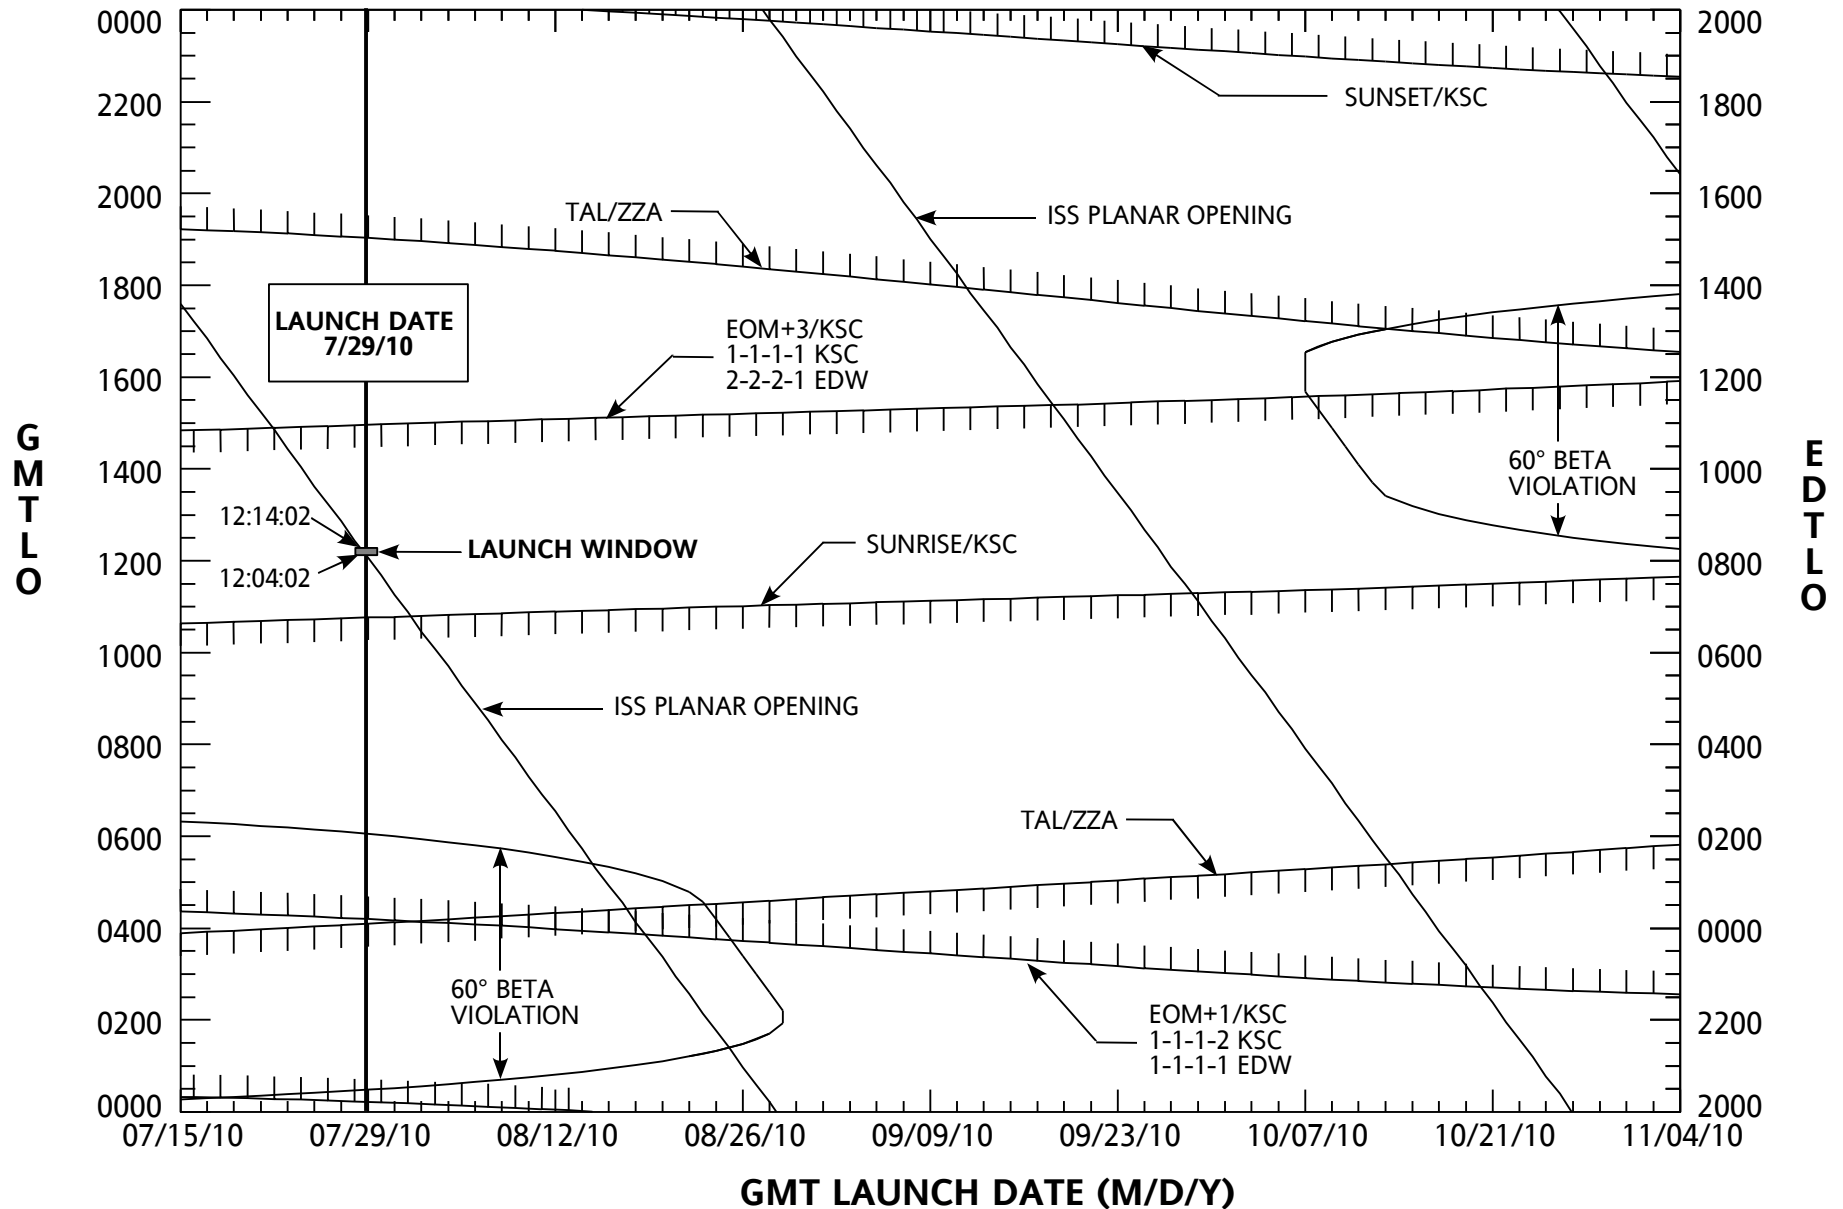 0000
2200
2000
1800
1600
1400
1200
1000
0800
0600
0400
0200
0000
2000
1800
1600
1400
1200
1000
0800
0600
0400
0200
0000
2200
2000
GMTLO
EDTLO
SUNSET/KSC
TAL/ZZA
ISS PLANAR OPENING
LAUNCH DATE
7/29/10
EOM+3/KSC
1-1-1-1 KSC
2-2-2-1 EDW
60° BETA
VIOLATION
12:14:02
LAUNCH WINDOW
12:04:02
SUNRISE/KSC
ISS PLANAR OPENING
TAL/ZZA
60° BETA
VIOLATION
EOM+1/KSC
1-1-1-2 KSC
1-1-1-1 EDW
07/15/10 07/29/10 08/12/10 08/26/10 09/09/10 09/23/10 10/07/10 10/21/10 11/04/10
GMT LAUNCH DATE (M/D/Y)